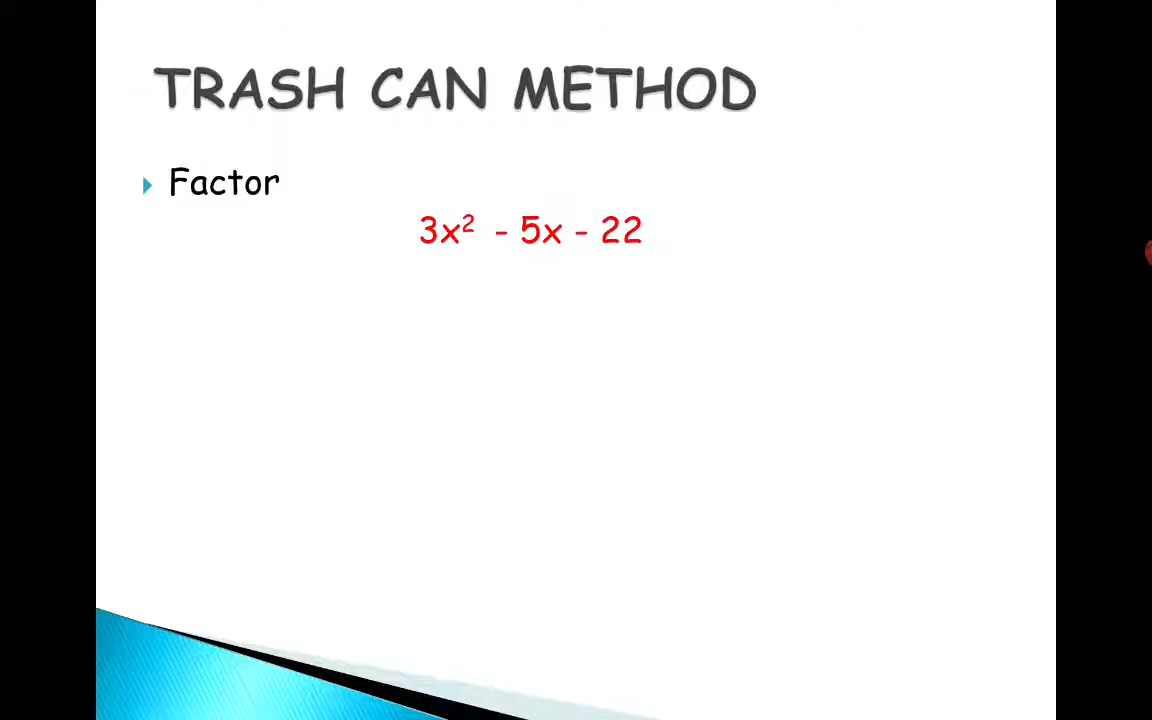 TRASH CAN METHOD
Factor
3x² - 5x - 22